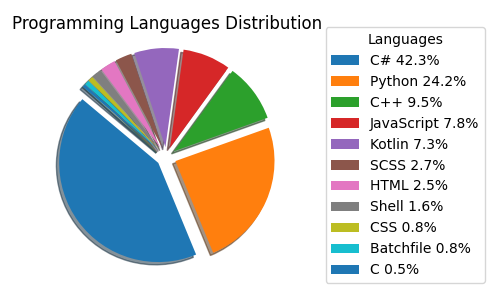 Programming Languages Distribution
Languages
C# 42.3%
Python 24.2%
C++ 9.5%
JavaScript 7.8%
Kotlin 7.3%
SCSS 2.7%
HTML 2.5%
Shell 1.6%
CSS 0.8%
Batchfile 0.8%
C 0.5%